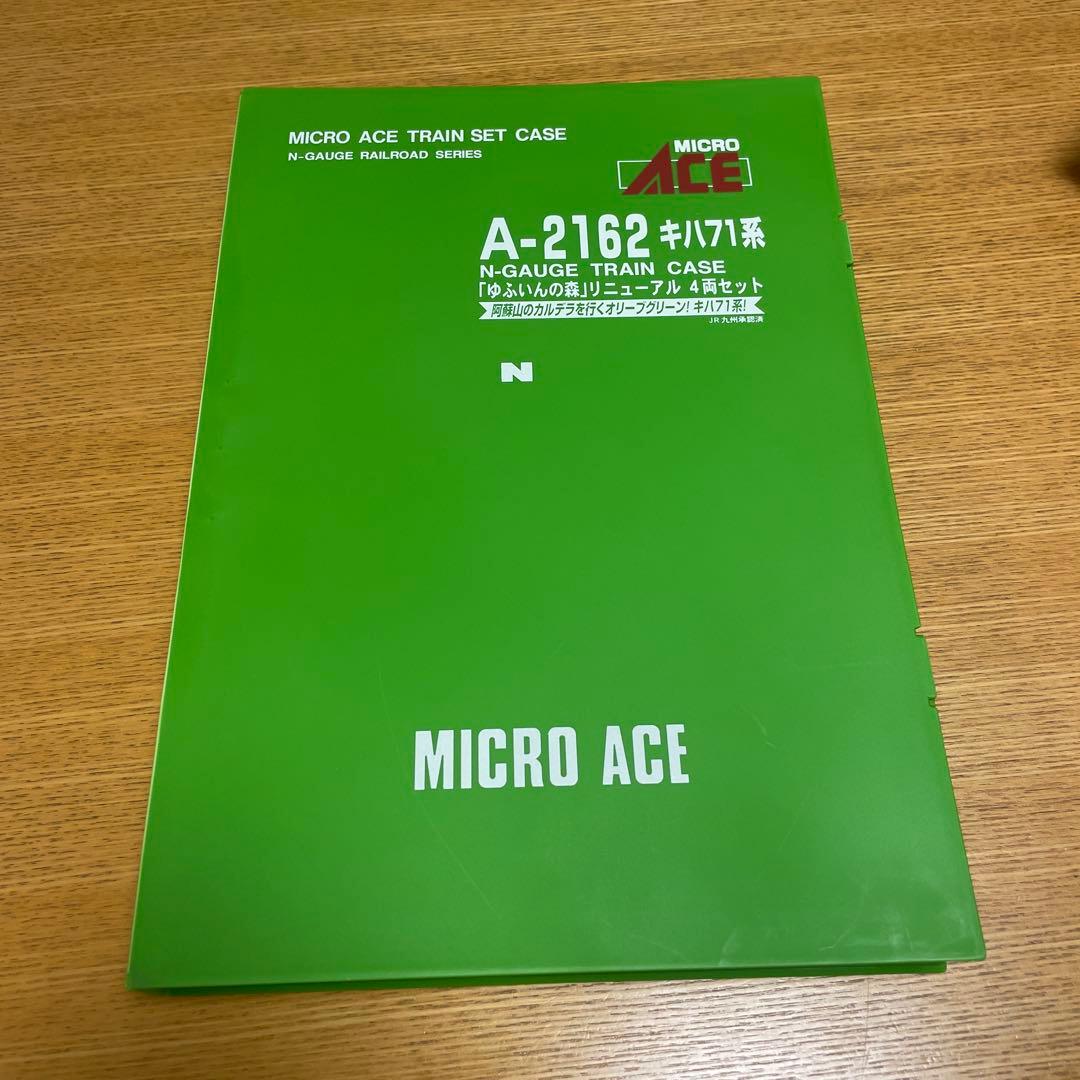 MICRO ACE TRAIN SET CASE
N-GAUGE RAILROAD SERIES
MICRO
ACE
A-2162 キハ71系
N-GAUGE TRAIN CASE
「ゆふいんの森」リニューアル 4両セット
阿蘇山のカルデラを行くオリーブグリーン! キハ71系!
JR九州承認済
N
MICRO ACE